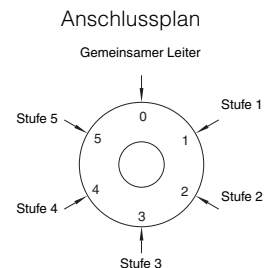 Anschlussplan
Gemeinsamer Leiter
Stufe 1
Stufe 5
0
5
1
4
2
Stufe 4
Stufe 2
3
Stufe 3